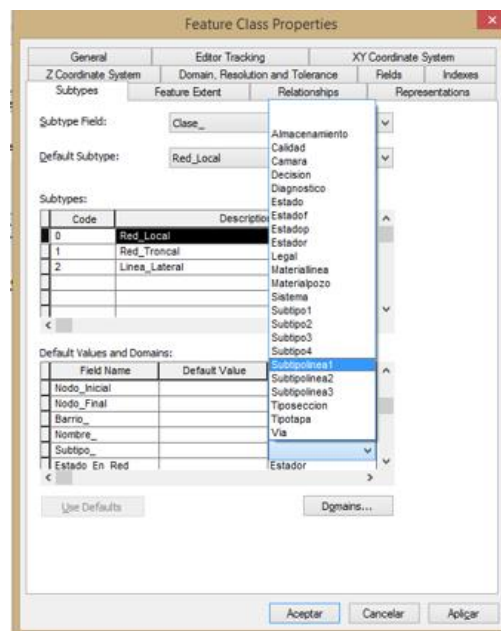 Feature Class Properties
General Editor Tracking XY Coordinate System
Z Coordinate System Domain, Resolution and Tolerance Fields Indexes
Subtypes Feature Extent Relationships Representations
Subtype Field: Clase_
Default Subtype: Red_Local
Subtypes:
Code Descriptio
0 Red_Local
1 Red_Troncal
2 Linea_Lateral
Almacenamiento
Calidad
Camara
Decision
Diagnostico
Estado
Estadof
Estadop
Estador
Legal
Materiallinea
Materialpozo
Sistema
Subtipo1
Subtipo2
Subtipo3
Subtipo4
Subtipolinea1
Subtipolinea2
Subtipolinea3
Tiposeccion
Tipotapa
Via
Default Values and Domains:
Field Name Default Value
Nodo_Inicial
Nodo_Final
Barrio_
Nombre_
Subtipo_
Estado En Red Estador
Use Defaults Domains...
Aceptar Cancelar Aplicar